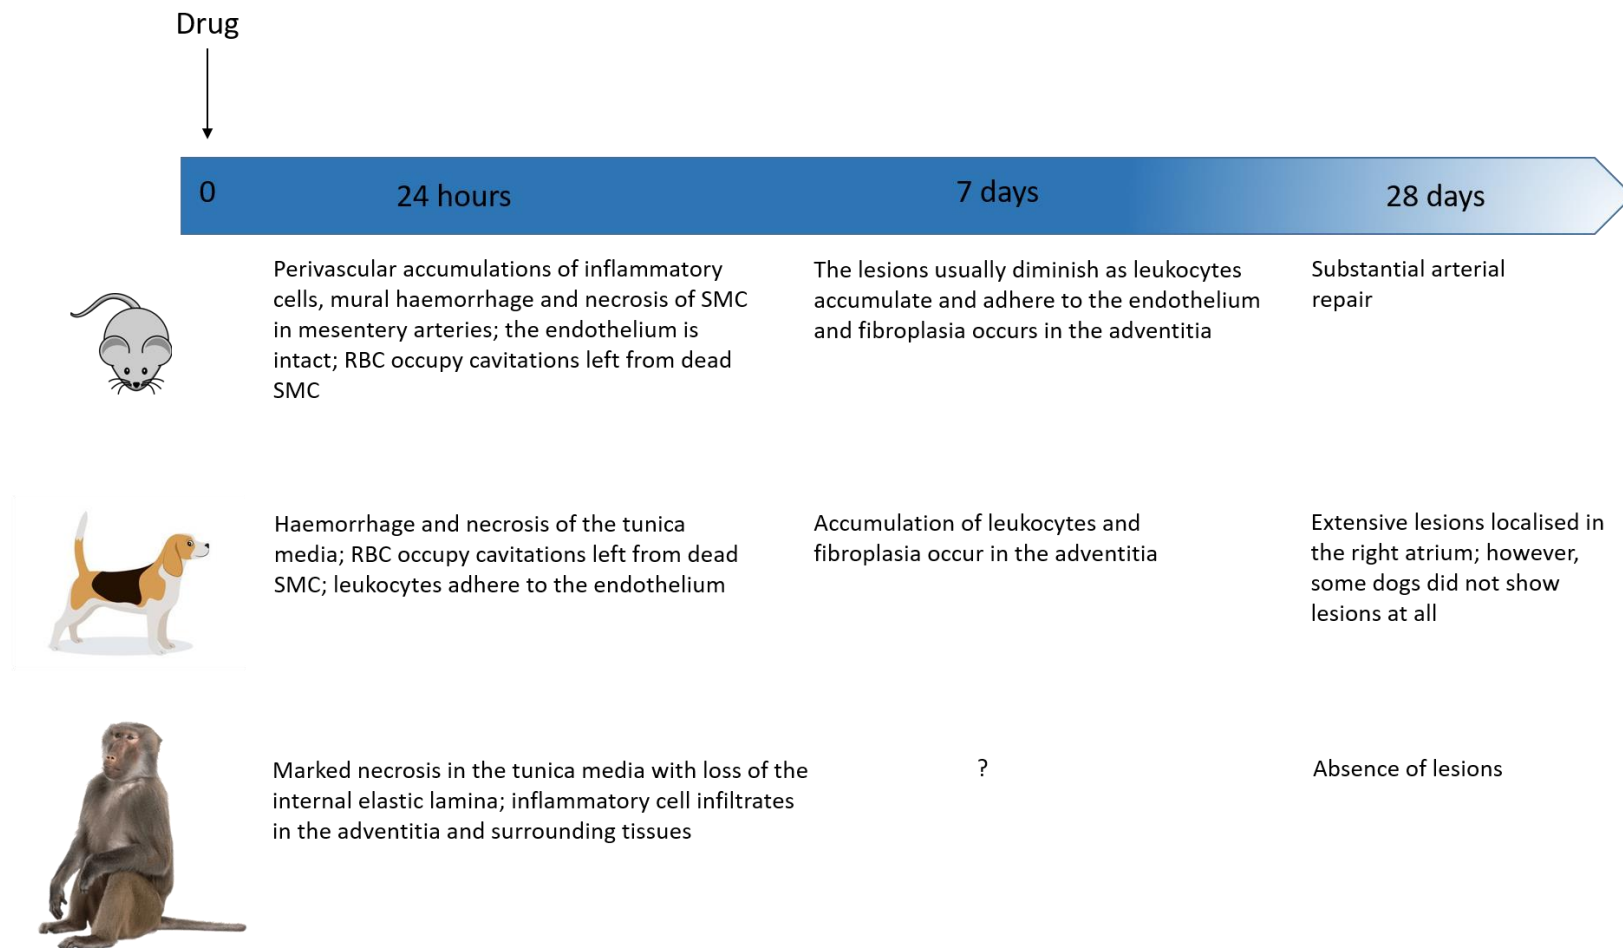 Drug
0
24 hours
7 days
28 days
Perivascular accumulations of inflammatory
cells, mural haemorrhage and necrosis of SMC
in mesentery arteries; the endothelium is
intact; RBC occupy cavitations left from dead
SMC
The lesions usually diminish as leukocytes
accumulate and adhere to the endothelium
and fibroplasia occurs in the adventitia
Substantial arterial
repair
Haemorrhage and necrosis of the tunica
media; RBC occupy cavitations left from dead
SMC; leukocytes adhere to the endothelium
Accumulation of leukocytes and
fibroplasia occur in the adventitia
Extensive lesions localised in
the right atrium; however,
some dogs did not show
lesions at all
Marked necrosis in the tunica media with loss of the
internal elastic lamina; inflammatory cell infiltrates
in the adventitia and surrounding tissues
?
Absence of lesions